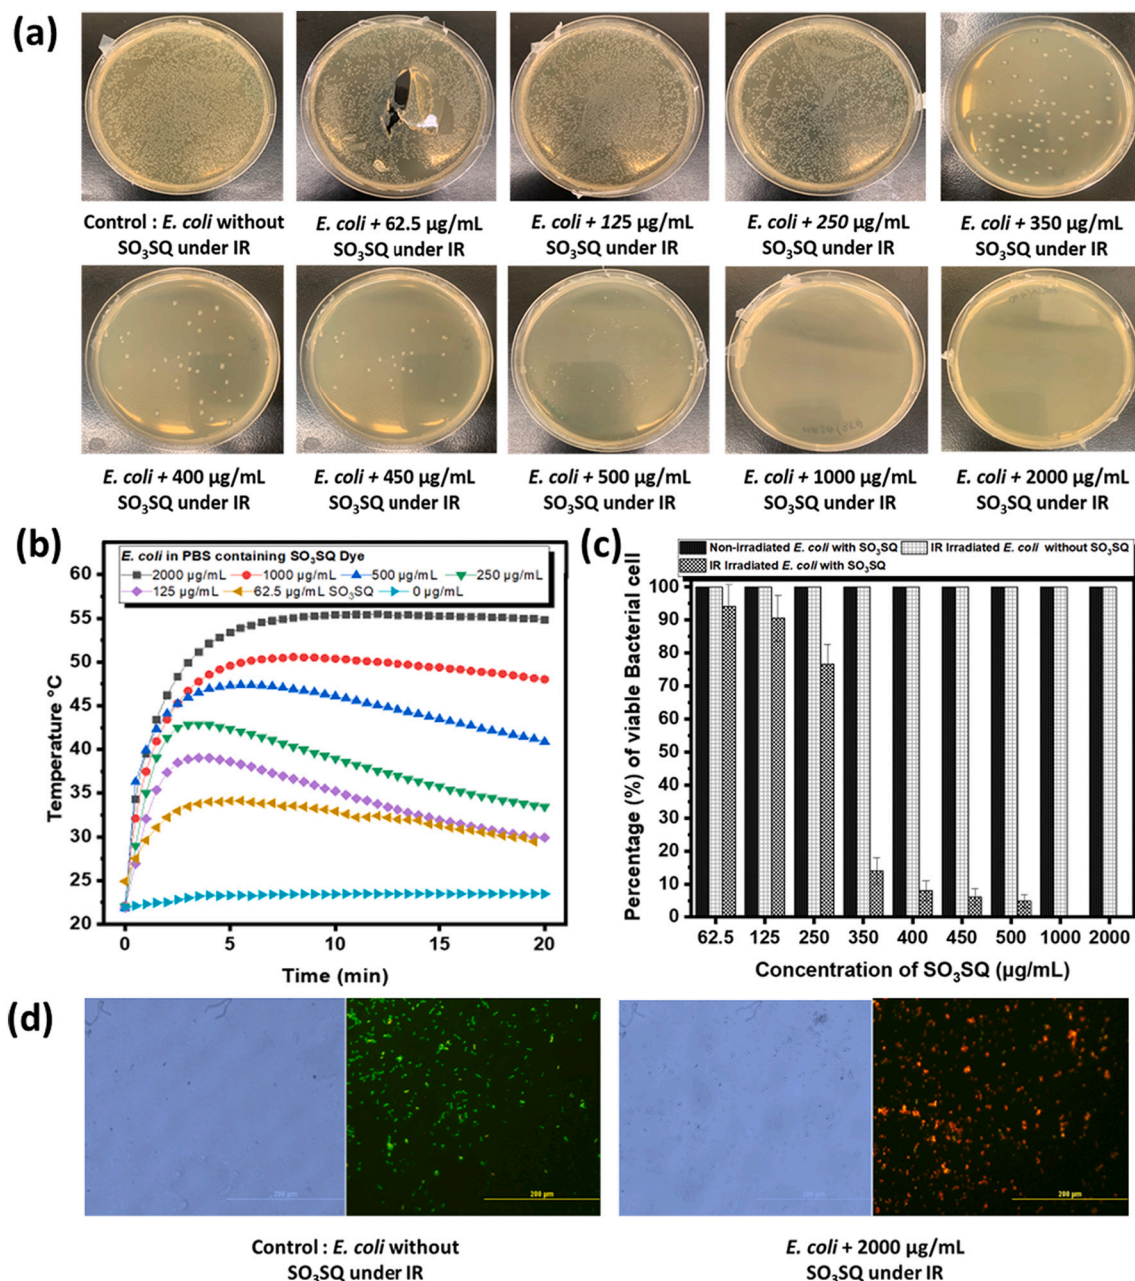 (a)
Control : E. coli without
SO₃SQ under IR
E. coli + 62.5 µg/mL
SO₃SQ under IR
E. coli + 125 µg/mL
SO₃SQ under IR
E. coli + 250 µg/mL
SO₃SQ under IR
E. coli + 350 µg/mL
SO₃SQ under IR
E. coli + 400 µg/mL
SO₃SQ under IR
E. coli + 450 µg/mL
SO₃SQ under IR
E. coli + 500 µg/mL
SO₃SQ under IR
E. coli + 1000 µg/mL
SO₃SQ under IR
E. coli + 2000 µg/mL
SO₃SQ under IR
(b)
E. coli in PBS containing SO₃SQ Dye
2000 µg/mL 1000 µg/mL 500 µg/mL 250 µg/mL
125 µg/mL 62.5 µg/mL SO₃SQ 0 µg/mL
Temperature °C
60
55
50
45
40
35
30
25
20
0 5 10 15 20
Time (min)
(c)
Non-irradiated E. coli with SO₃SQ IR Irradiated E. coli without SO₃SQ
IR Irradiated E. coli with SO₃SQ
Percentage (%) of viable Bacterial cell
100
90
80
70
60
50
40
30
20
10
0
62.5 125 250 350 400 450 500 1000 2000
Concentration of SO₃SQ (µg/mL)
(d)
200 µm
200 µm
200 µm
200 µm
Control : E. coli without
SO₃SQ under IR
E. coli + 2000 µg/mL
SO₃SQ under IR